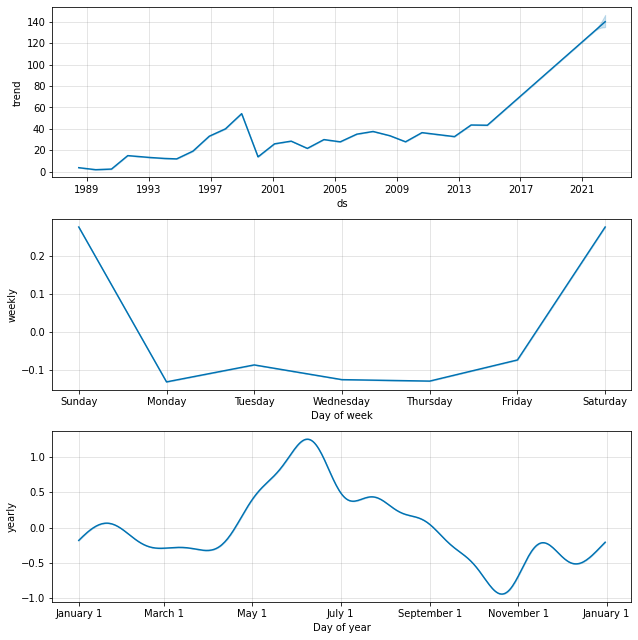 140
120
100
80
60
40
20
0
trend
1989 1993 1997 2001 2005 2009 2013 2017 2021
ds
0.2
0.1
0.0
−0.1
weekly
Sunday Monday Tuesday Wednesday Thursday Friday Saturday
Day of week
1.0
0.5
0.0
−0.5
−1.0
yearly
January 1 March 1 May 1 July 1 September 1 November 1 January 1
Day of year